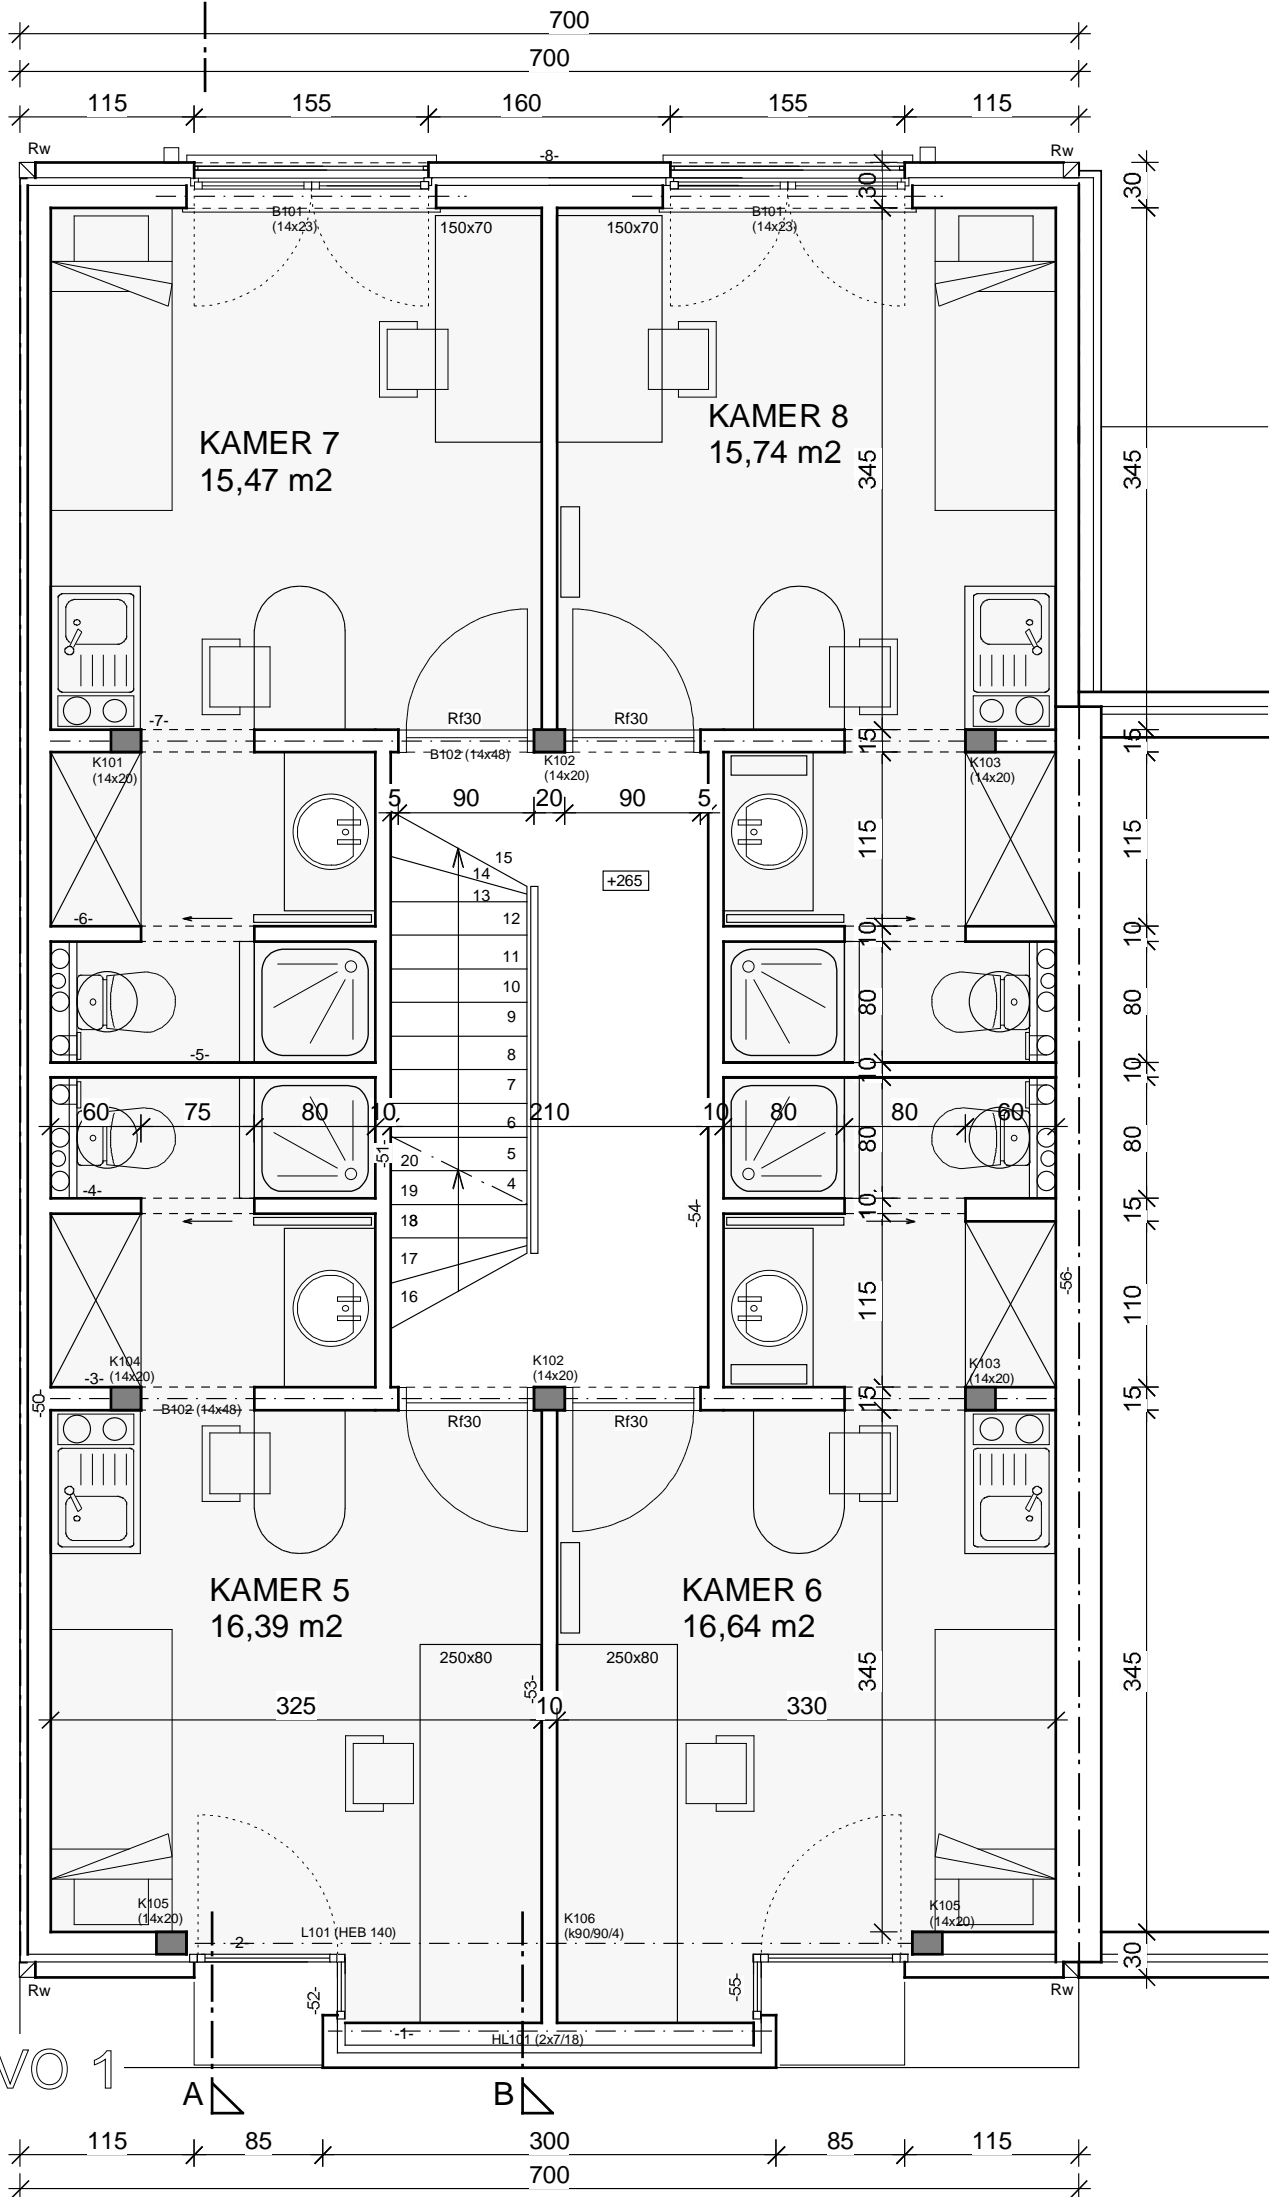 700
700
115 155 160 155 115
Rw -8- Rw
30 30
B101
(14x23)
150x70
150x70
B101
(14x23)
KAMER 7
15,47 m2
KAMER 8
15,74 m2
345 345
-7- Rf30 Rf30
B102 (14x48)
15 15
K101
(14x20)
K102
(14x20)
K103
(14x20)
5 90 20 90 5
115 115
15
14
13
12
11
10
9
8
7
6
5
4
+265
-6-
10 10
80 80
-5-
10 10
60 75 80 10 210 10 80 80 60
-51-
80 80
20
19
18
17
16
-4-
-54-
10 15
-56-
115 110
K104
(14x20)
-3-
K102
(14x20)
K103
(14x20)
-50-
15 15
B102 (14x48)
Rf30 Rf30
KAMER 5
16,39 m2
KAMER 6
16,64 m2
250x80 250x80
345 345
-53-
325 10 330
K105
(14x20)
K106
(k90/90/4)
K105
(14x20)
L101 (HEB 140)
-2-
30
Rw Rw
-52- -55-
-1-
HL101 (2x7/18)
VO 1
A B
115 85 300 85 115
700